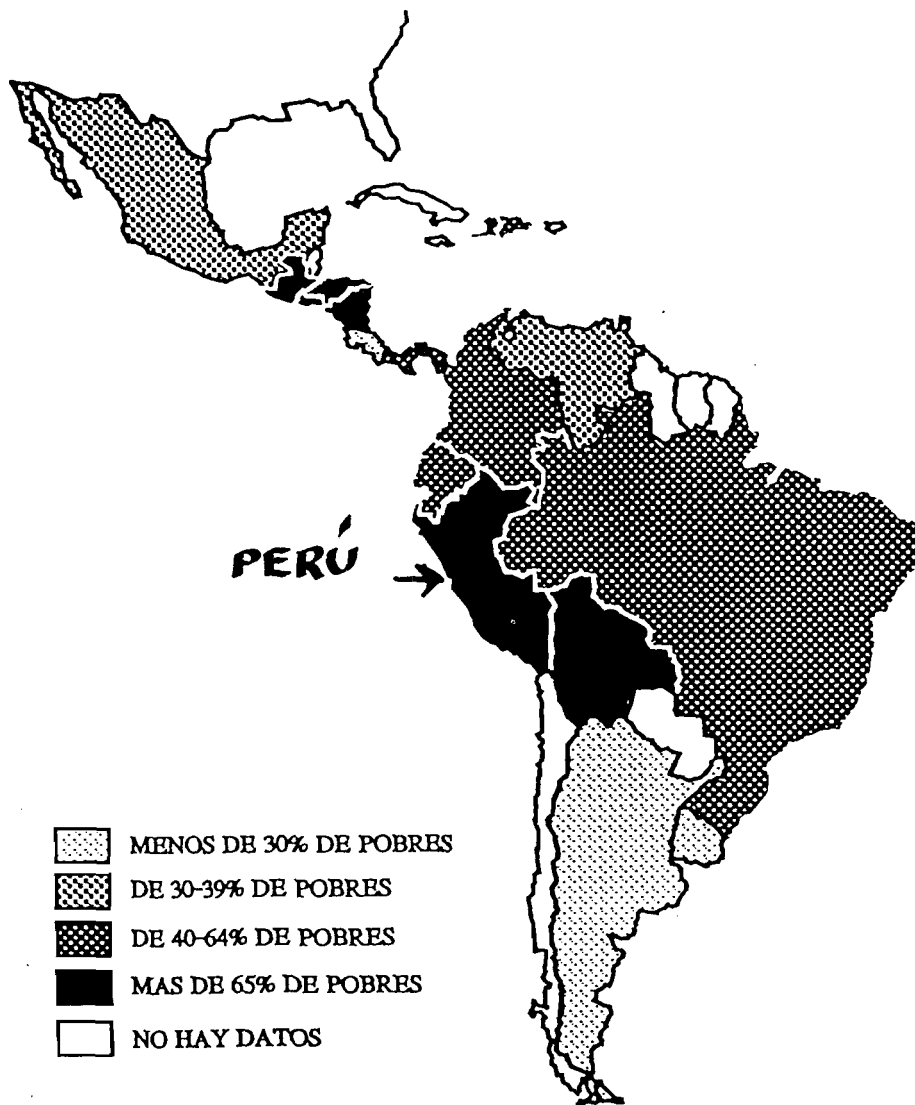 PERÚ
MENOS DE 30% DE POBRES
DE 30-39% DE POBRES
DE 40-64% DE POBRES
MAS DE 65% DE POBRES
NO HAY DATOS